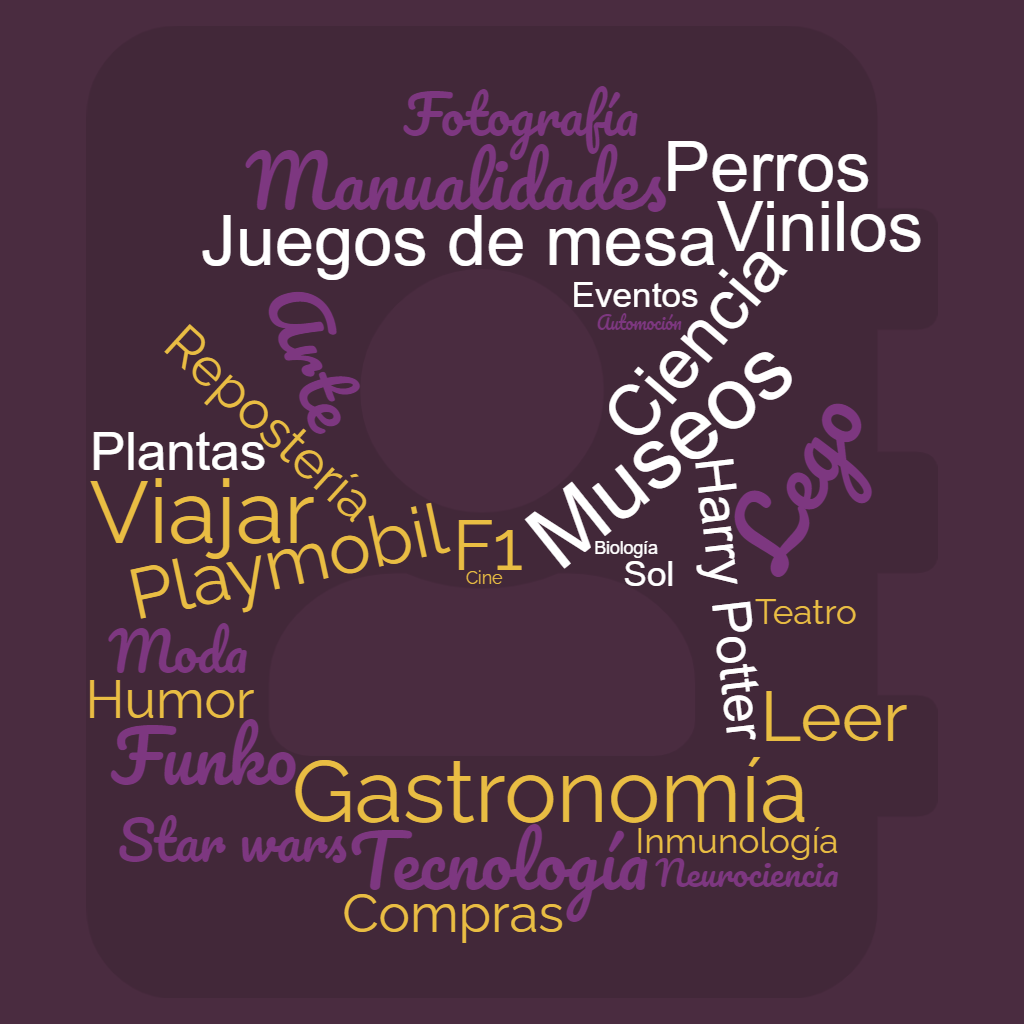 Fotografía
Manualidades
Perros
Vinilos
Juegos de mesa
Ciencia
Eventos
Automoción
Arte
Repostería
Museos
Lego
Plantas
Harry Potter
Viajar
Playmobil
F1
Cine
Biología
Sol
Teatro
Moda
Humor
Leer
Funko
Gastronomía
Star wars
Tecnología
Inmunología
Neurociencia
Compras